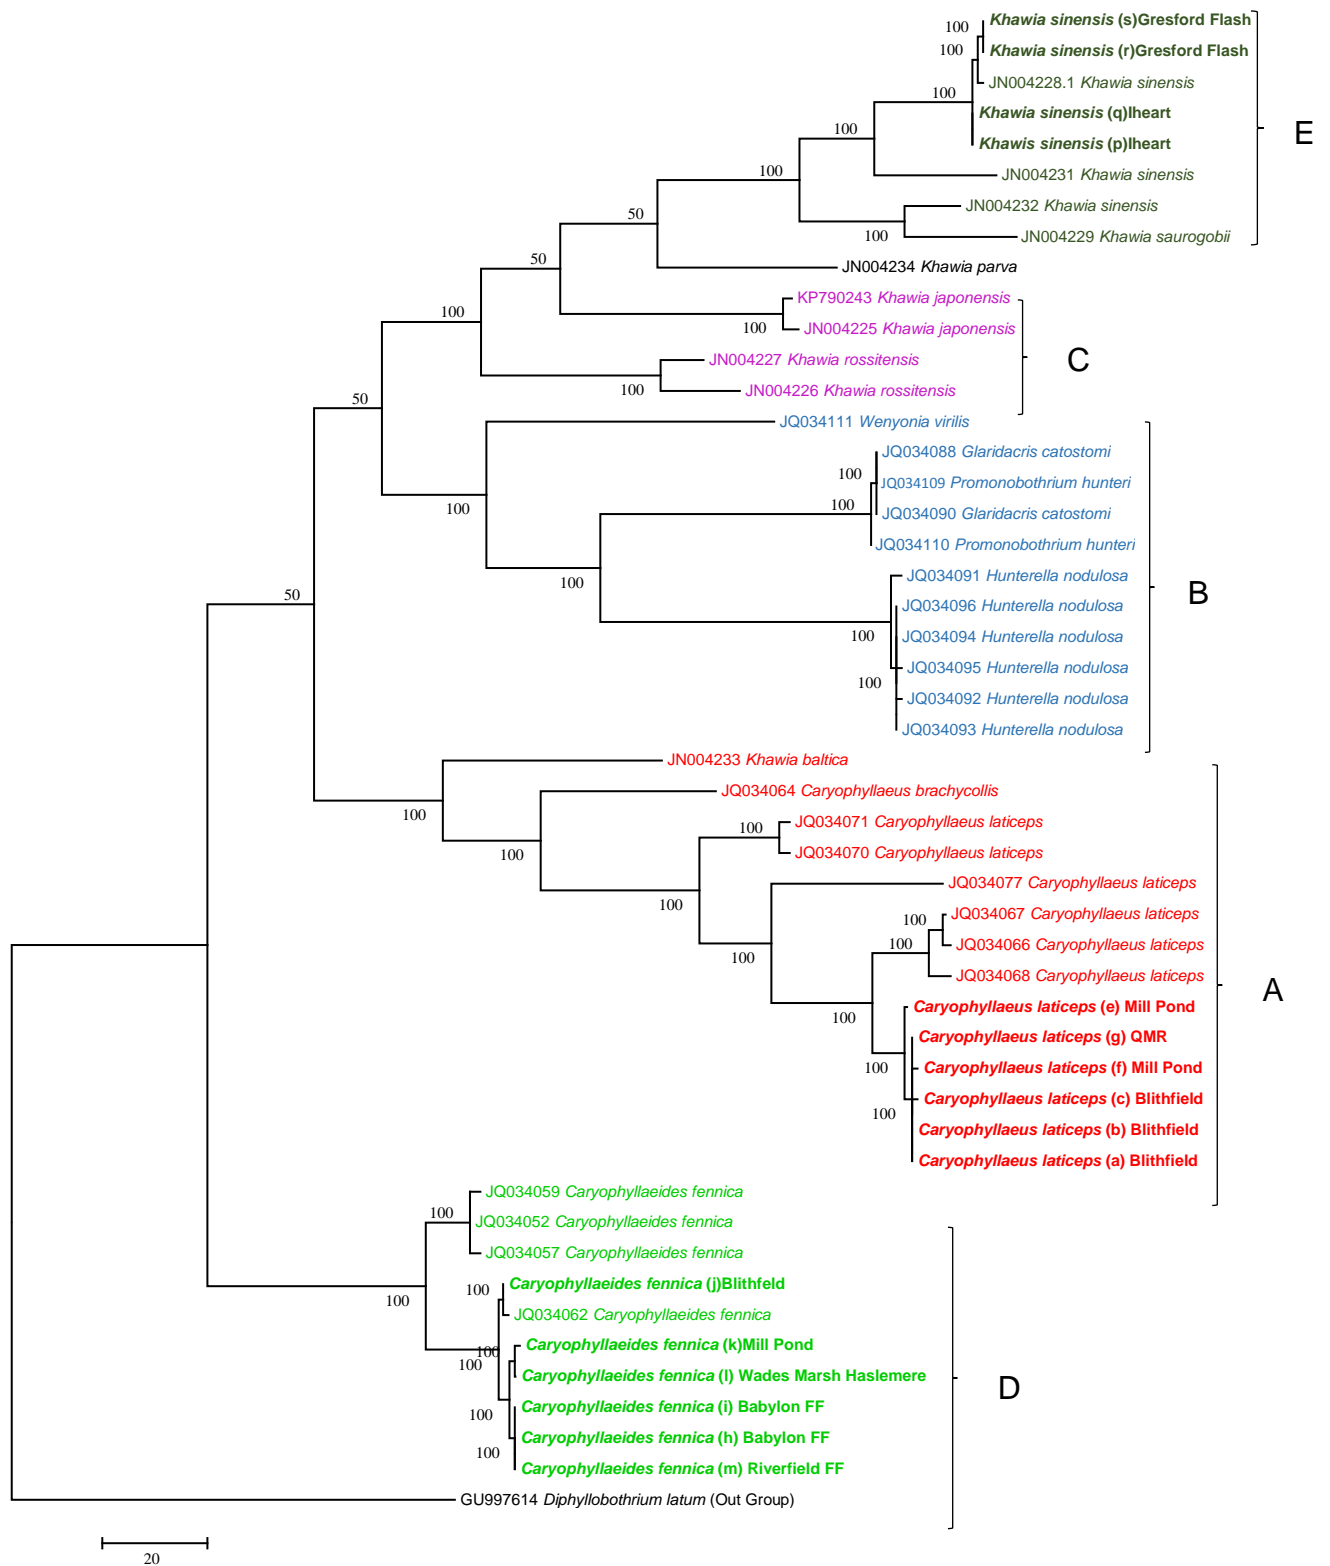 Khawia sinensis (s)Gresford Flash
100
Khawia sinensis (r)Gresford Flash
100
JN004228.1 Khawia sinensis
100
Khawia sinensis (q)Iheart
E
100
Khawis sinensis (p)Iheart
100
JN004231 Khawia sinensis
JN004232 Khawia sinensis
50
100
JN004229 Khawia saurogobii
50
JN004234 Khawia parva
KP790243 Khawia japonensis
100
100
JN004225 Khawia japonensis
JN004227 Khawia rossitensis
C
100
JN004226 Khawia rossitensis
50
JQ034111 Wenyonia virilis
JQ034088 Glaridacris catostomi
100
JQ034109 Promonobothrium hunteri
100
100
JQ034090 Glaridacris catostomi
JQ034110 Promonobothrium hunteri
100
JQ034091 Hunterella nodulosa
50
B
JQ034096 Hunterella nodulosa
100
JQ034094 Hunterella nodulosa
JQ034095 Hunterella nodulosa
100
JQ034092 Hunterella nodulosa
JQ034093 Hunterella nodulosa
JN004233 Khawia baltica
JQ034064 Caryophyllaeus brachycollis
100
JQ034071 Caryophyllaeus laticeps
100
100
JQ034070 Caryophyllaeus laticeps
JQ034077 Caryophyllaeus laticeps
100
JQ034067 Caryophyllaeus laticeps
100
100
JQ034066 Caryophyllaeus laticeps
100
JQ034068 Caryophyllaeus laticeps
A
Caryophyllaeus laticeps (e) Mill Pond
100
Caryophyllaeus laticeps (g) QMR
100
Caryophyllaeus laticeps (f) Mill Pond
Caryophyllaeus laticeps (c) Blithfield
100
Caryophyllaeus laticeps (b) Blithfield
Caryophyllaeus laticeps (a) Blithfield
JQ034059 Caryophyllaeides fennica
100
JQ034052 Caryophyllaeides fennica
JQ034057 Caryophyllaeides fennica
Caryophyllaeides fennica (j)Blithfeld
100
100
JQ034062 Caryophyllaeides fennica
Caryophyllaeides fennica (k)Mill Pond
100
100
Caryophyllaeides fennica (l) Wades Marsh Haslemere
D
Caryophyllaeides fennica (i) Babylon FF
100
Caryophyllaeides fennica (h) Babylon FF
100
Caryophyllaeides fennica (m) Riverfield FF
GU997614 Diphyllobothrium latum (Out Group)
20